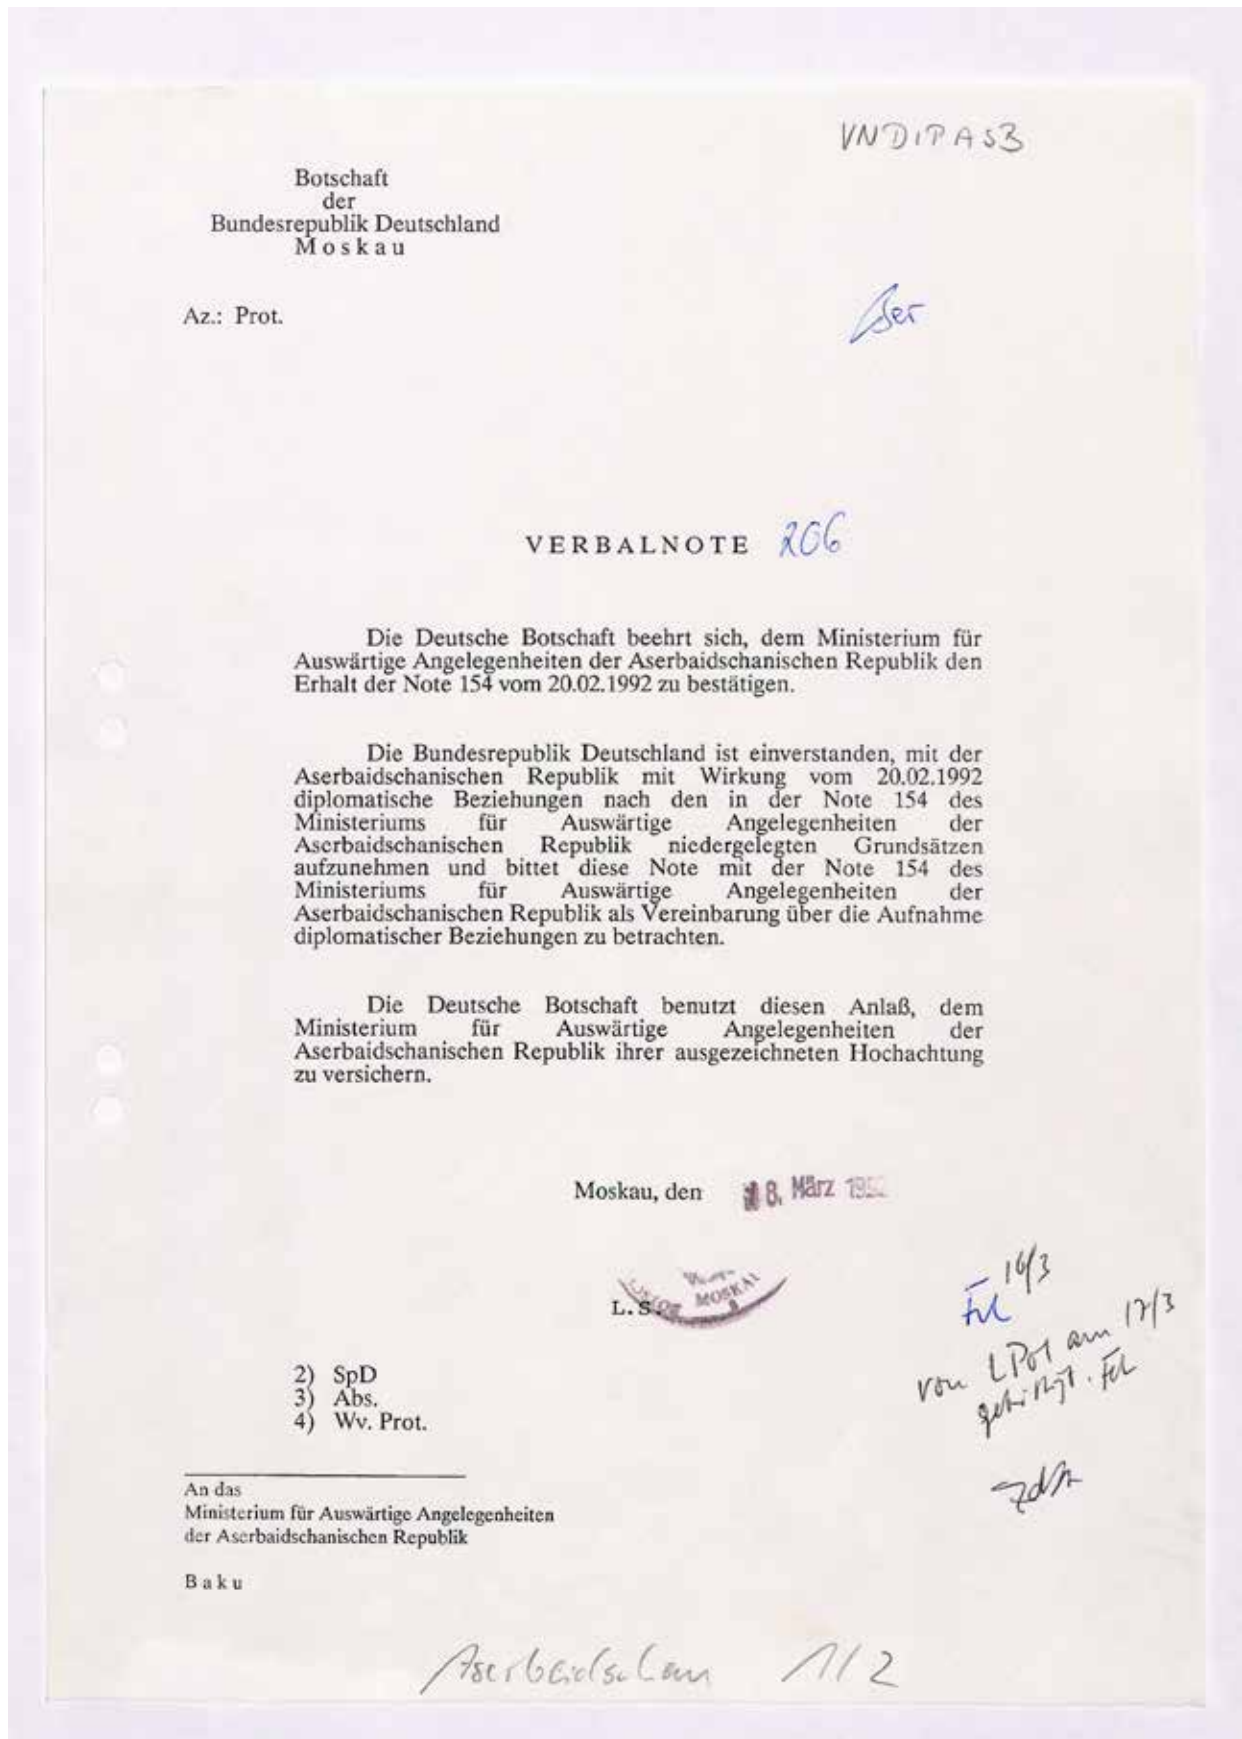 VNDIPAS3
Botschaft
der
Bundesrepublik Deutschland
Moskau
Az.: Prot.
VERBALNOTE 206
Die Deutsche Botschaft beehrt sich, dem Ministerium für
Auswärtige Angelegenheiten der Aserbaidschanischen Republik den
Erhalt der Note 154 vom 20.02.1992 zu bestätigen.
Die Bundesrepublik Deutschland ist einverstanden, mit der
Aserbaidschanischen Republik mit Wirkung vom 20.02.1992
diplomatische Beziehungen nach den in der Note 154 des
Ministeriums für Auswärtige Angelegenheiten der
Aserbaidschanischen Republik niedergelegten Grundsätzen
aufzunehmen und bittet diese Note mit der Note 154 des
Ministeriums für Auswärtige Angelegenheiten der
Aserbaidschanischen Republik als Vereinbarung über die Aufnahme
diplomatischer Beziehungen zu betrachten.
Die Deutsche Botschaft benutzt diesen Anlaß, dem
Ministerium für Auswärtige Angelegenheiten der
Aserbaidschanischen Republik ihrer ausgezeichneten Hochachtung
zu versichern.
Moskau, den 8. März 1992
MOSKAU
L.S.
16/3
von LPol am 17/3
2) SpD
3) Abs.
4) Wv. Prot.
An das
Ministerium für Auswärtige Angelegenheiten
der Aserbaidschanischen Republik
Baku
Aserbaidschan 1/2